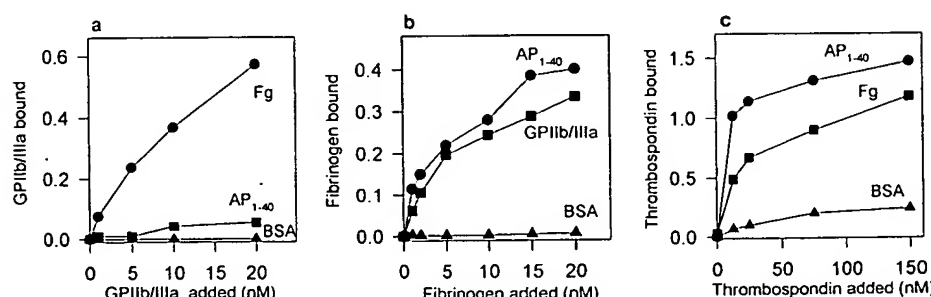 a
GPIIb/IIIa bound
0.6
0.4
0.2
0.0
Fg
AP1-40
BSA
0 5 10 15 20
GPIIb/IIIa added (nM)
b
Fibrinogen bound
0.4
0.3
0.2
0.1
0.0
AP1-40
GPIIb/IIIa
BSA
0 5 10 15 20
Fibrinogen added (nM)
c
Thrombospondin bound
1.5
1.0
0.5
0.0
AP1-40
Fg
BSA
0 50 100 150
Thrombospondin added (nM)